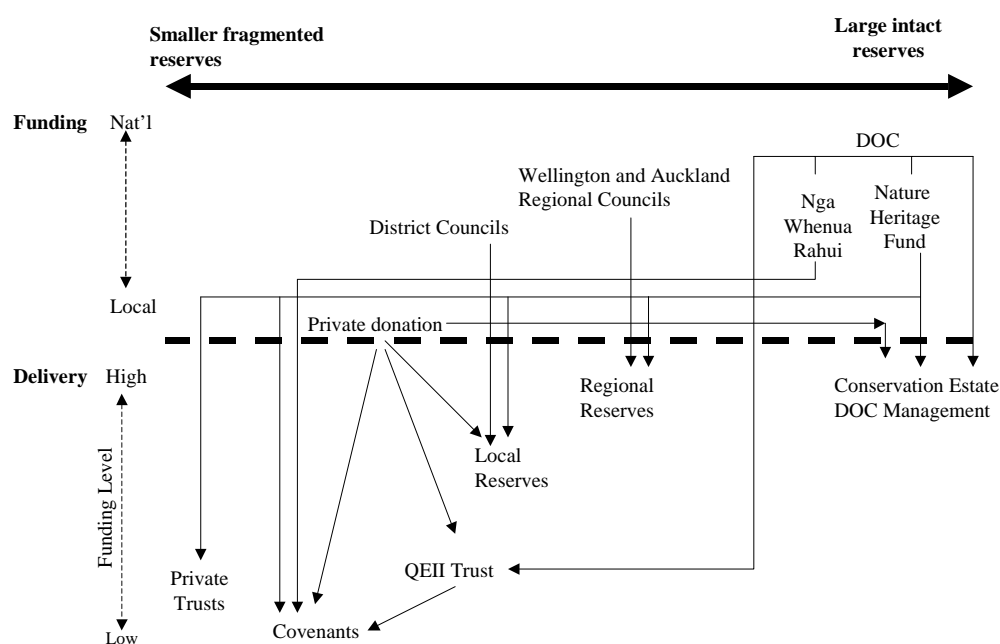 Smaller fragmented
reserves
Large intact
reserves
Funding
Nat'l
DOC
Wellington and Auckland
Regional Councils
Nga
Whenua
Rahui
Nature
Heritage
Fund
District Councils
Local
Private donation
Delivery
High
Regional
Reserves
Conservation Estate
DOC Management
Local
Reserves
Funding Level
QEII Trust
Private
Trusts
Covenants
Low